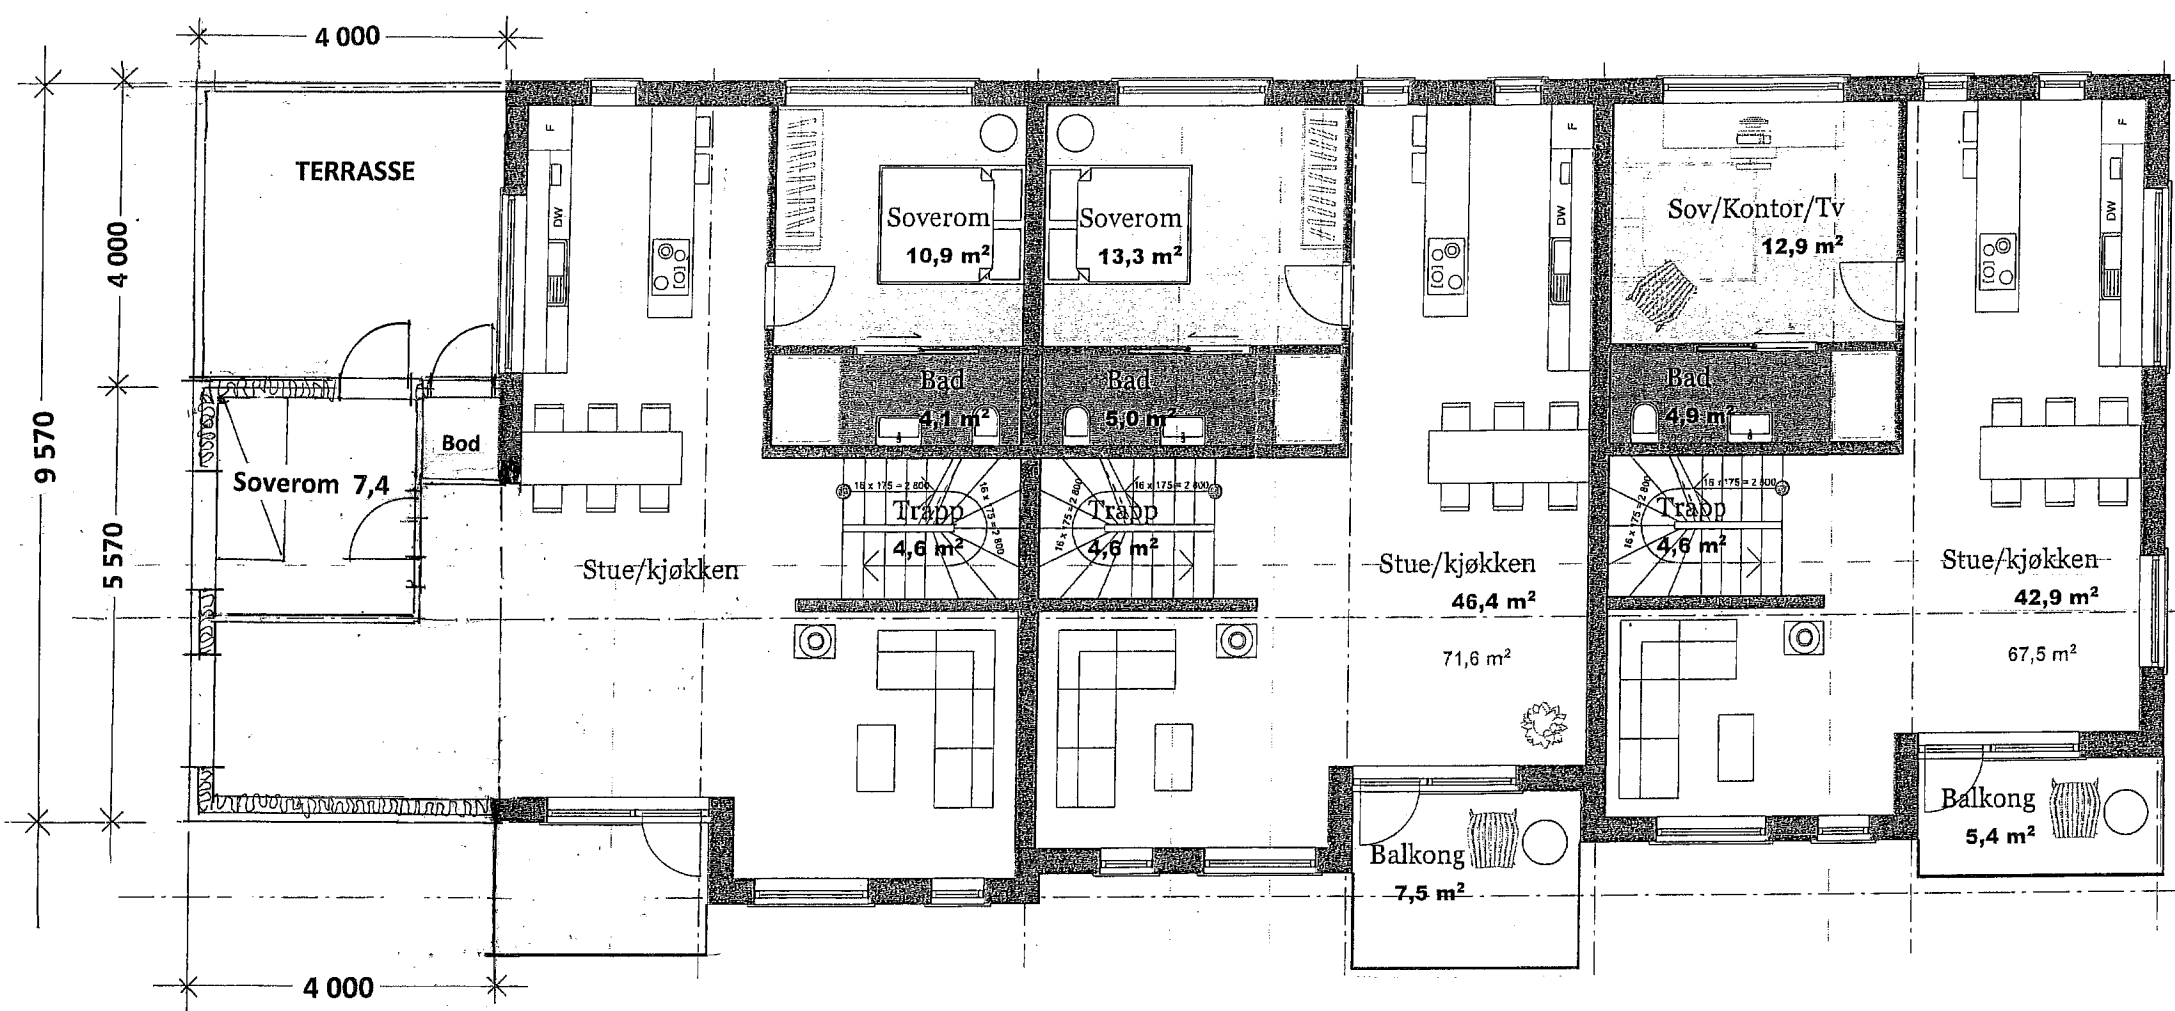 4 000
9 570
4 000
5 570
4 000
TERRASSE
Bod
Soverom 7,4
F
DW
Stue/kjøkken
Soverom
10,9 m²
Bad
4,1 m²
16 x 175 = 2 800
16 x 175 = 2 800
Trapp
4,6 m²
Soverom
13,3 m²
Bad
5,0 m²
16 x 175 = 2 800
16 x 175 = 2 800
Trapp
4,6 m²
F
DW
Stue/kjøkken
46,4 m²
71,6 m²
Balkong
7,5 m²
Sov/Kontor/Tv
12,9 m²
Bad
4,9 m²
16 x 175 = 2 800
16 x 175 = 2 800
Trapp
4,6 m²
F
DW
Stue/kjøkken
42,9 m²
67,5 m²
Balkong
5,4 m²